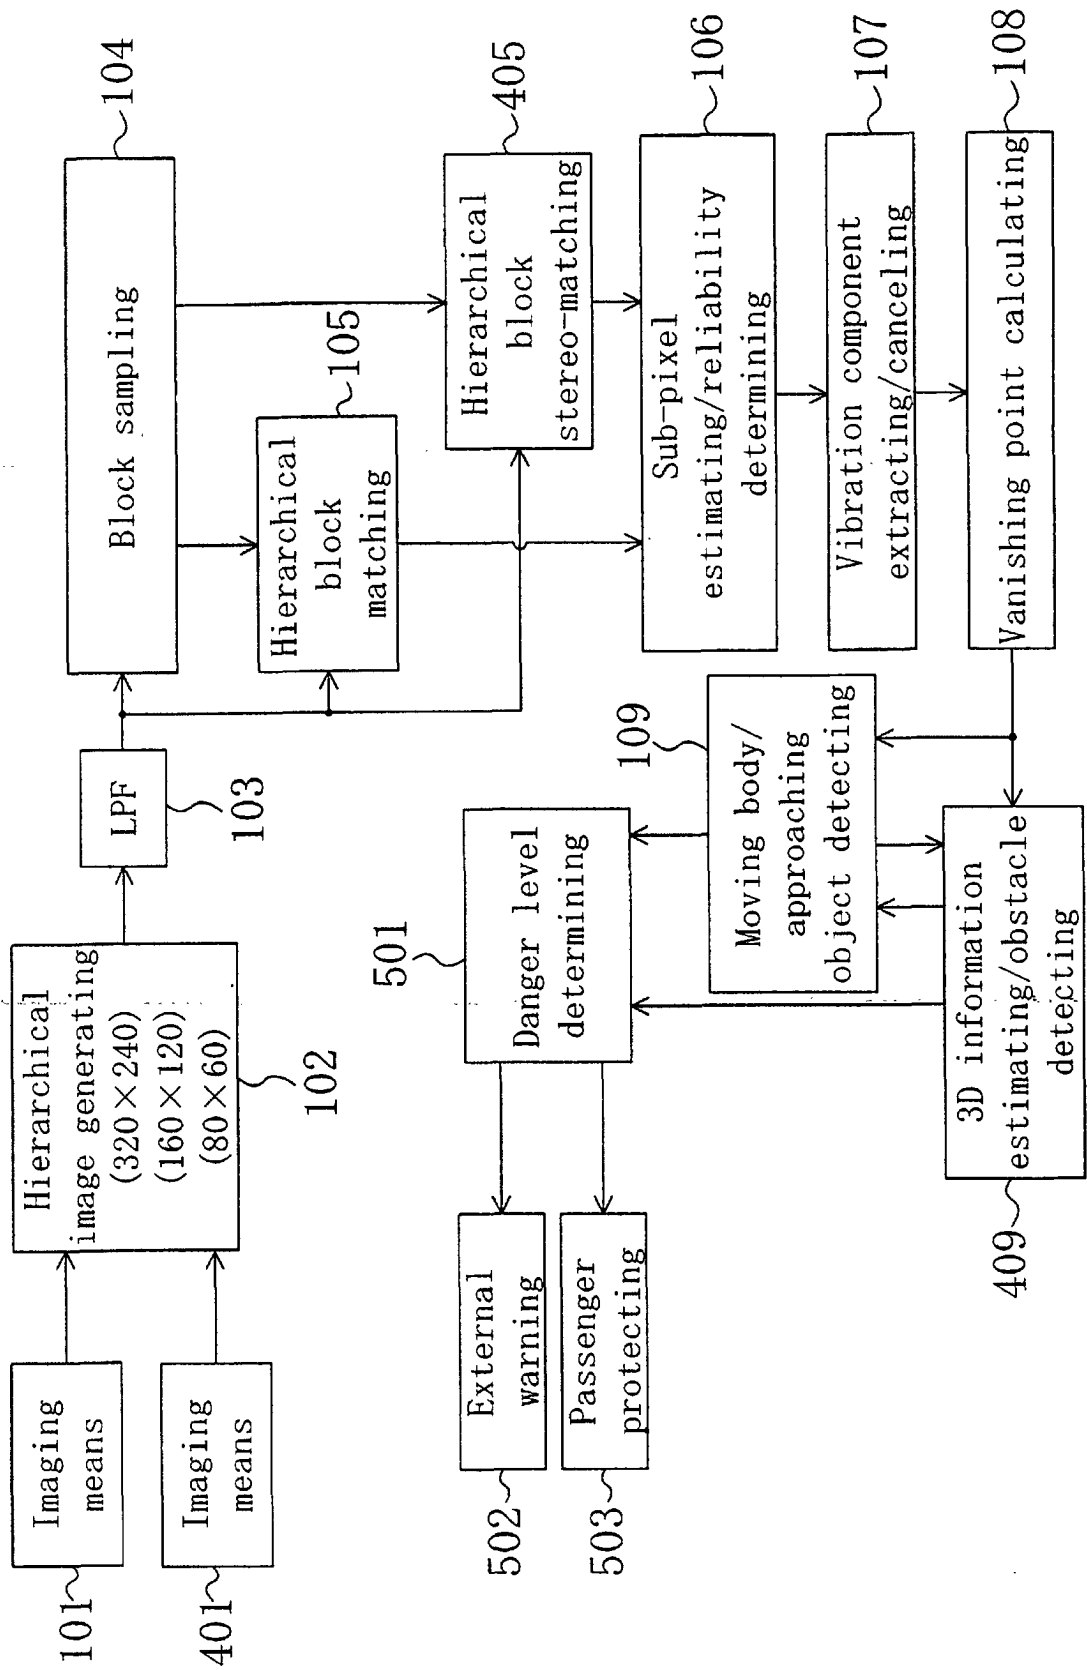 101
Imaging
means
401
Imaging
means
Hierarchical
image generating
(320×240)
(160×120)
(80×60)
102
LPF
103
Block sampling
104
Hierarchical
block
matching
105
Hierarchical
block
stereo-matching
405
Sub-pixel
estimating/reliability
determining
106
Vibration component
extracting/canceling
107
Vanishing point calculating
108
Moving body/
approaching
object detecting
109
3D information
estimating/obstacle
detecting
409
Danger level
determining
501
External
warning
502
Passenger
protecting
503